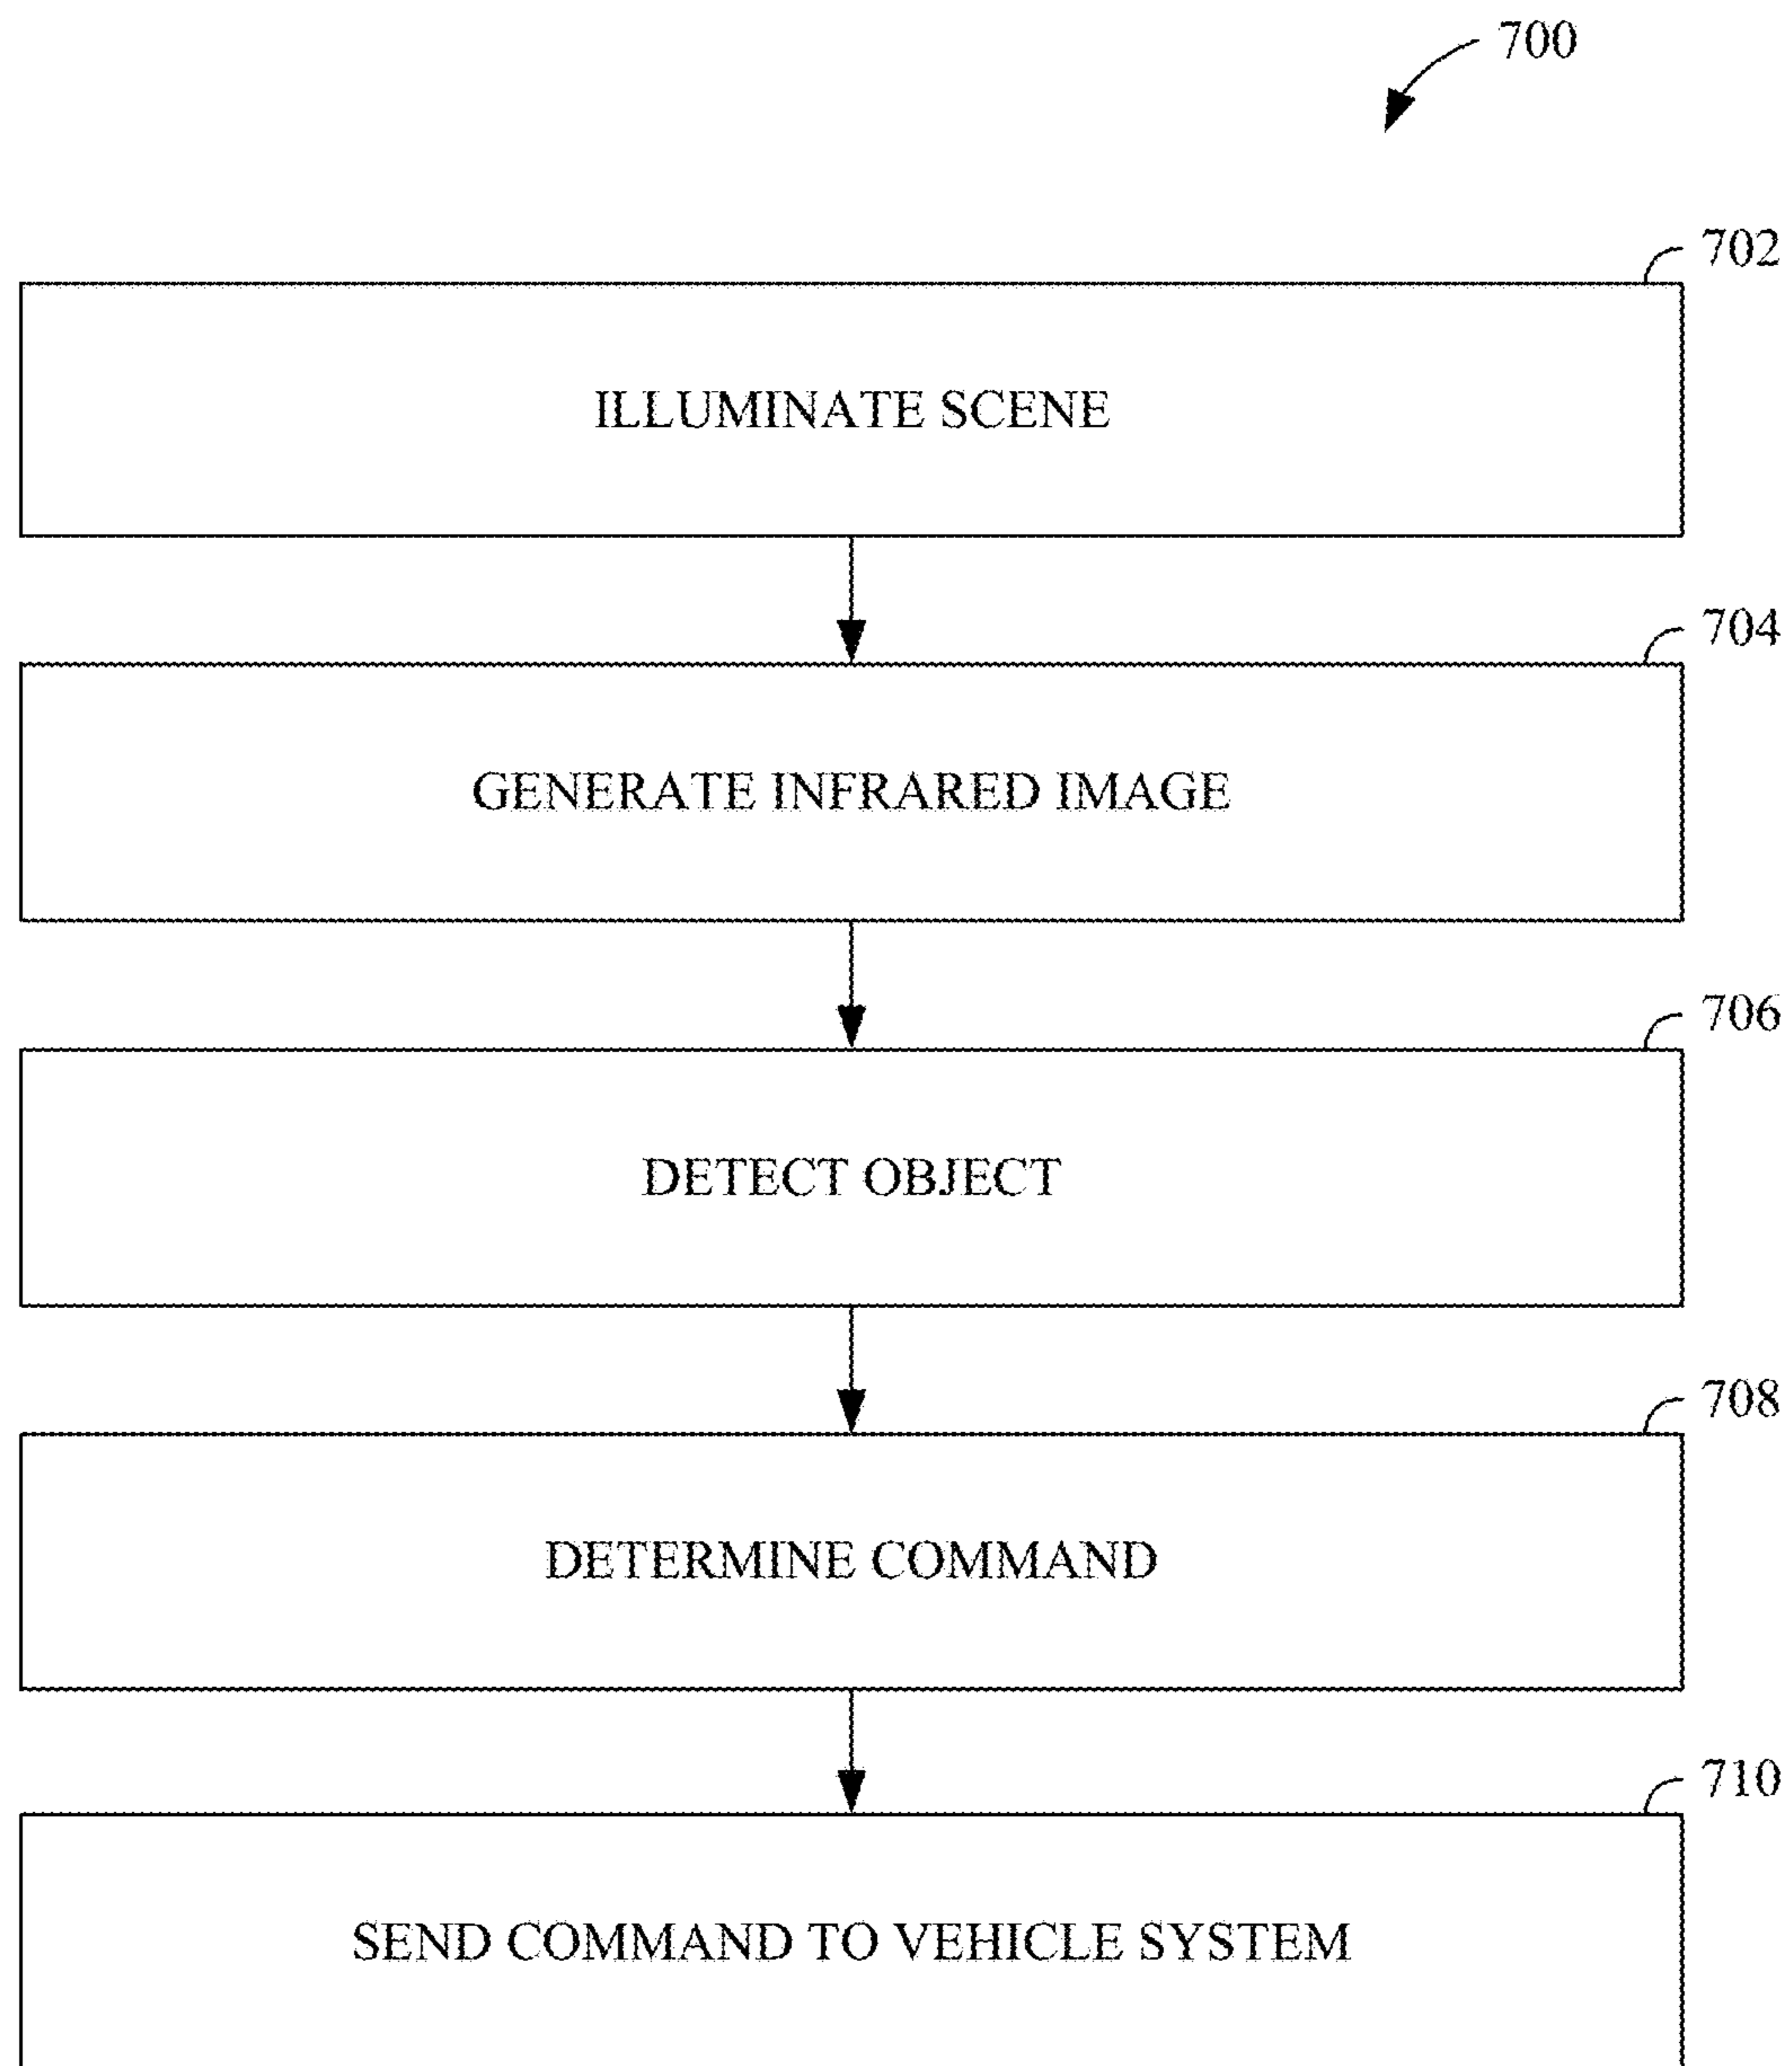 700
702
ILLUMINATE SCENE
704
GENERATE INFRARED IMAGE
706
DETECT OBJECT
708
DETERMINE COMMAND
710
SEND COMMAND TO VEHICLE SYSTEM